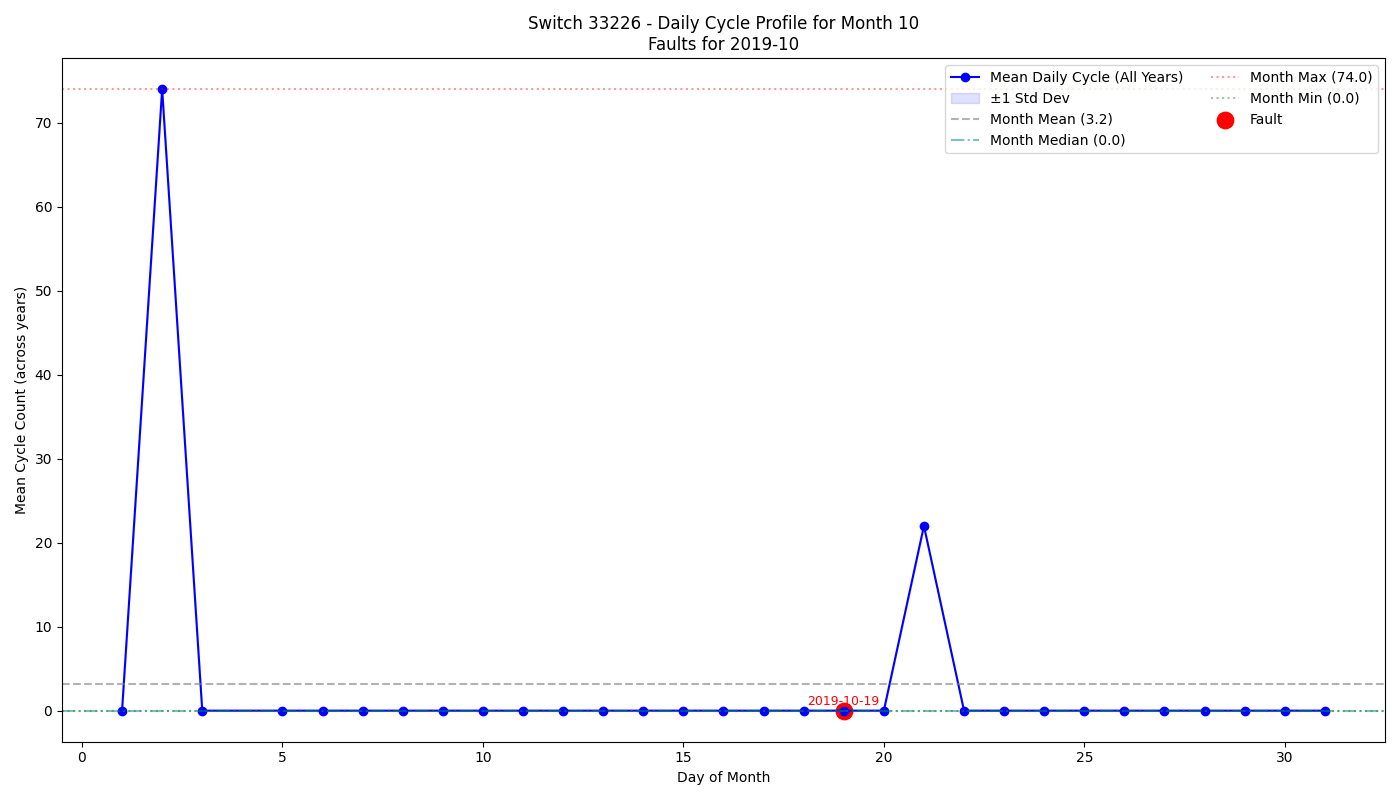 Switch 33226 - Daily Cycle Profile for Month 10
Faults for 2019-10
Mean Daily Cycle (All Years)
±1 Std Dev
Month Mean (3.2)
Month Median (0.0)
Month Max (74.0)
Month Min (0.0)
Fault
Mean Cycle Count (across years)
70
60
50
40
30
20
10
0
2019-10-19
0 5 10 15 20 25 30
Day of Month